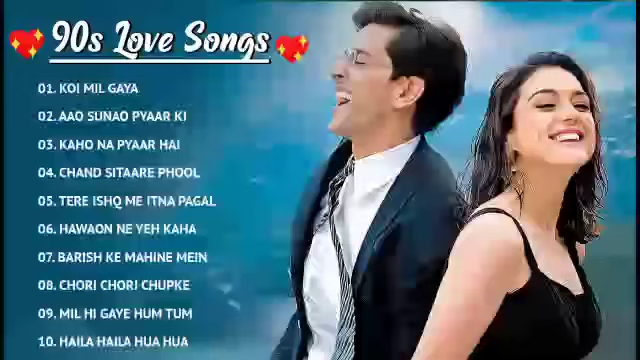 90s Love Songs
01. KOI MIL GAYA
02. AAO SUNAO PYAAR KI
03. KAHO NA PYAAR HAI
04. CHAND SITAARE PHOOL
05. TERE ISHQ ME ITNA PAGAL
06. HAWAON NE YEH KAHA
07. BARISH KE MAHINE MEIN
08. CHORI CHORI CHUPKE
09. MIL HI GAYE HUM TUM
10. HAILA HAILA HUA HUA